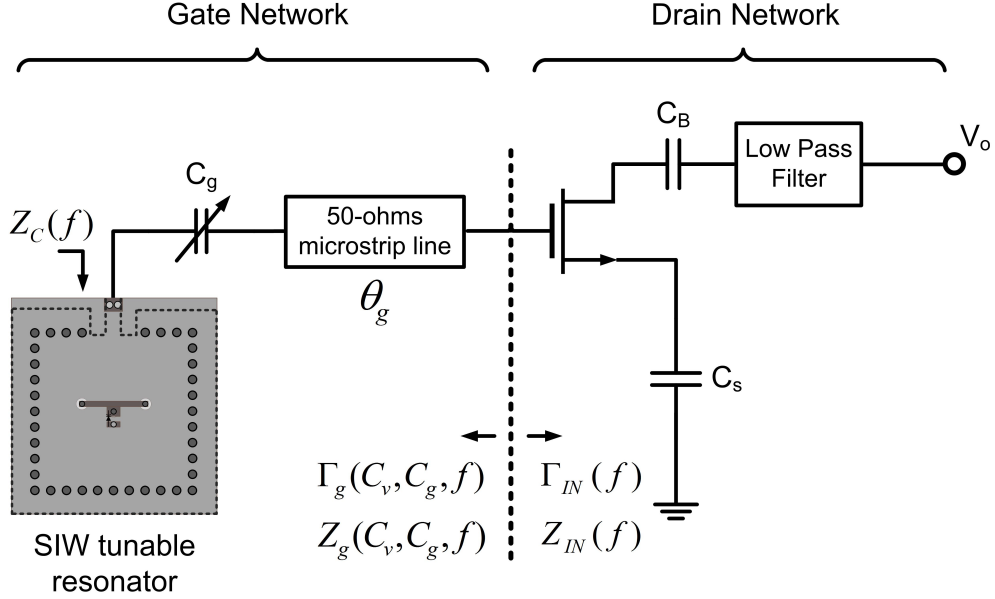 Gate Network
Drain Network
C_B
V_o
Low Pass
Filter
C_g
Z_C(f)
50-ohms
microstrip line
θ_g
C_s
Γ_g(C_v,C_g,f)
Γ_IN(f)
Z_g(C_v,C_g,f)
Z_IN(f)
SIW tunable
resonator